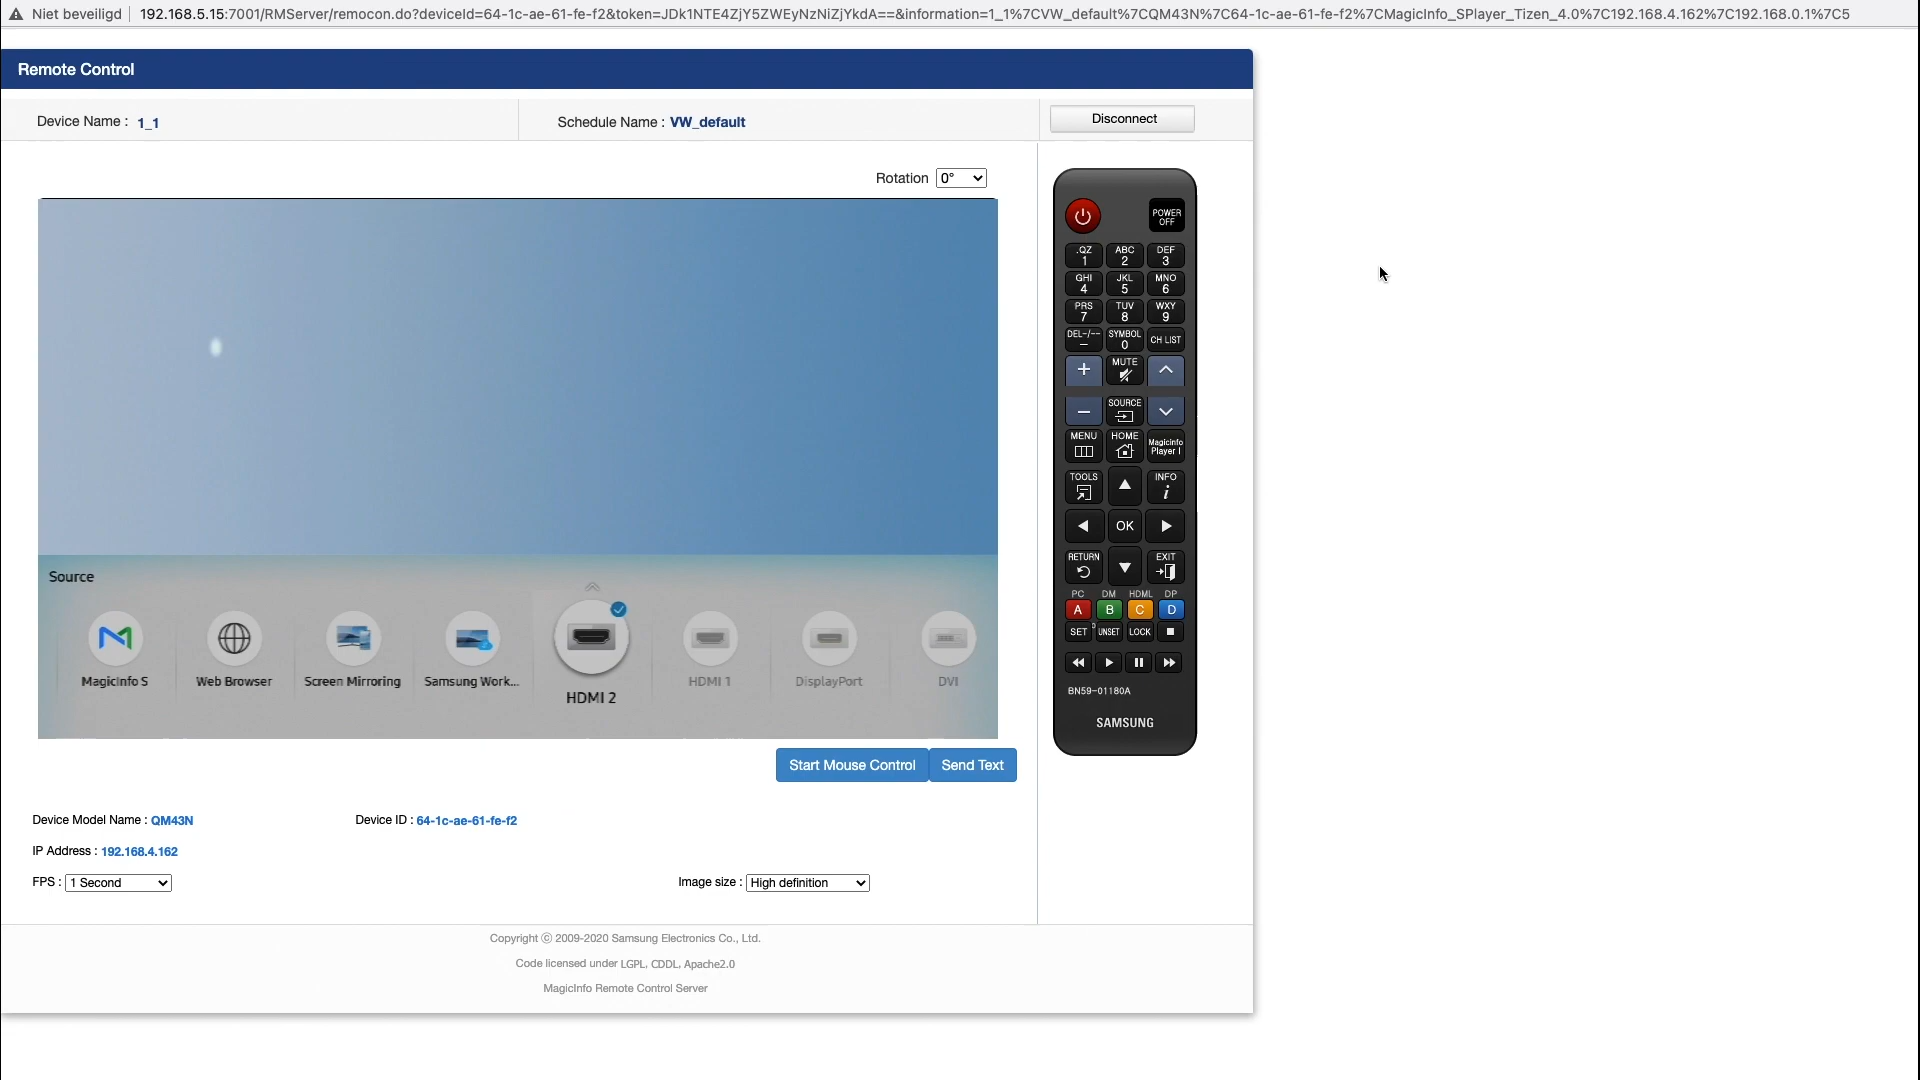 Niet beveiligd
192.168.5.15:7001/RMServer/remocon.do?deviceId=64-1c-ae-61-fe-f2&token=JDk1NTE4ZjY5ZWEyNzNiZjYkdA==&information=1_1%7CVW_default%7CQM43N%7C64-1c-ae-61-fe-f2%7CMagicInfo_SPlayer_Tizen_4.0%7C192.168.4.162%7C192.168.0.1%7C5
Remote Control
Device Name : 1_1
Schedule Name : VW_default
Disconnect
Rotation 0°
POWER OFF
.QZ 1
ABC 2
DEF 3
GHI 4
JKL 5
MNO 6
PRS 7
TUV 8
WXY 9
DEL-/-- –
SYMBOL 0
CH LIST
+
MUTE
–
SOURCE
MENU
HOME
MagicInfo Player I
TOOLS
INFO i
OK
RETURN
EXIT
PC DM HDMI DP
A B C D
SET UNSET LOCK
BN59-01180A
SAMSUNG
Source
MagicInfo S
Web Browser
Screen Mirroring
Samsung Work...
HDMI 2
HDMI 1
DisplayPort
DVI
Start Mouse Control
Send Text
Device Model Name : QM43N
Device ID : 64-1c-ae-61-fe-f2
IP Address : 192.168.4.162
FPS : 1 Second
Image size : High definition
Copyright ⓒ 2009-2020 Samsung Electronics Co., Ltd.
Code licensed under LGPL, CDDL, Apache2.0
MagicInfo Remote Control Server